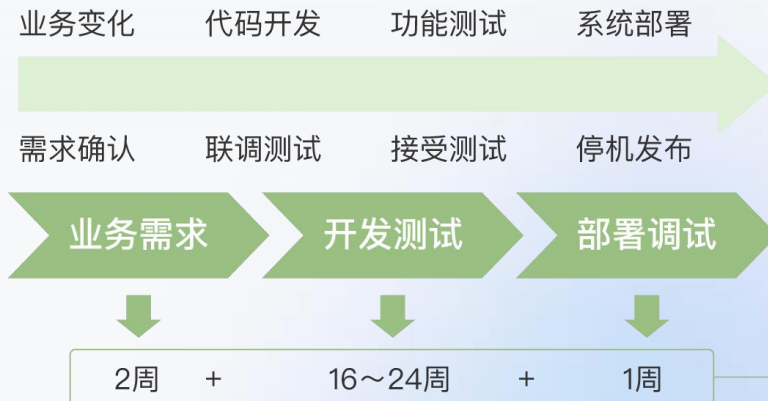 业务变化 代码开发 功能测试 系统部署
需求确认 联调测试 接受测试 停机发布
业务需求 开发测试 部署调试
2周 + 16～24周 + 1周